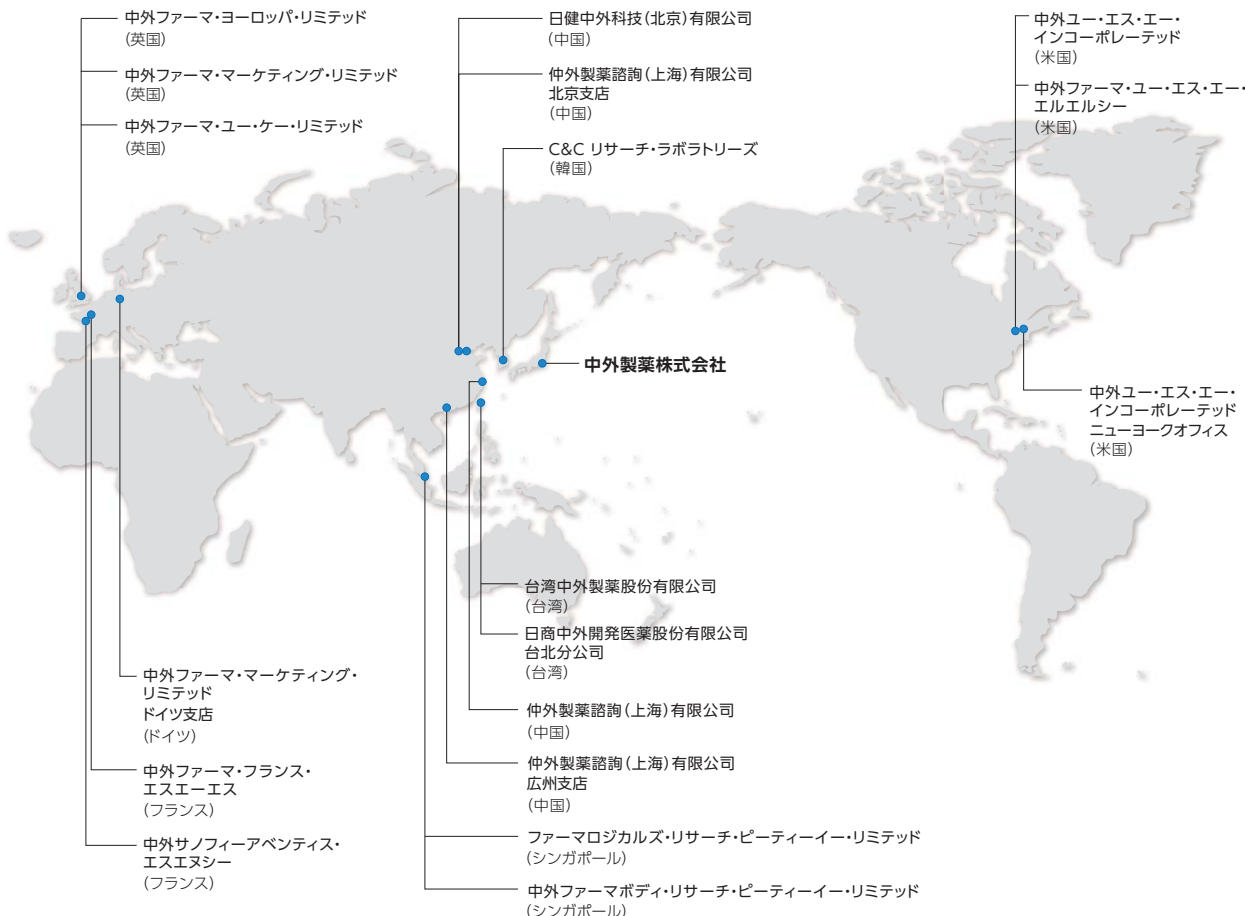 中外ファーマ・ヨーロッパ・リミテッド
(英国)
中外ファーマ・マーケティング・リミテッド
(英国)
中外ファーマ・ユー・ケー・リミテッド
(英国)
日健中外科技(北京)有限公司
(中国)
仲外製薬諮詢(上海)有限公司
北京支店
(中国)
C&C リサーチ・ラボラトリーズ
(韓国)
中外ユー・エス・エー・
インコーポレーテッド
(米国)
中外ファーマ・ユー・エス・エー・
エルエルシー
(米国)
中外製薬株式会社
中外ユー・エス・エー・
インコーポレーテッド
ニューヨークオフィス
(米国)
台湾中外製薬股份有限公司
(台湾)
日商中外開発医薬股份有限公司
台北分公司
(台湾)
仲外製薬諮詢(上海)有限公司
(中国)
仲外製薬諮詢(上海)有限公司
広州支店
(中国)
ファーマロジカルズ・リサーチ・ピーティーイー・リミテッド
(シンガポール)
中外ファーマボディ・リサーチ・ピーティーイー・リミテッド
(シンガポール)
中外ファーマ・マーケティング・
リミテッド
ドイツ支店
(ドイツ)
中外ファーマ・フランス・
エスエーエス
(フランス)
中外サノフィーアベンティス・
エスエヌシー
(フランス)